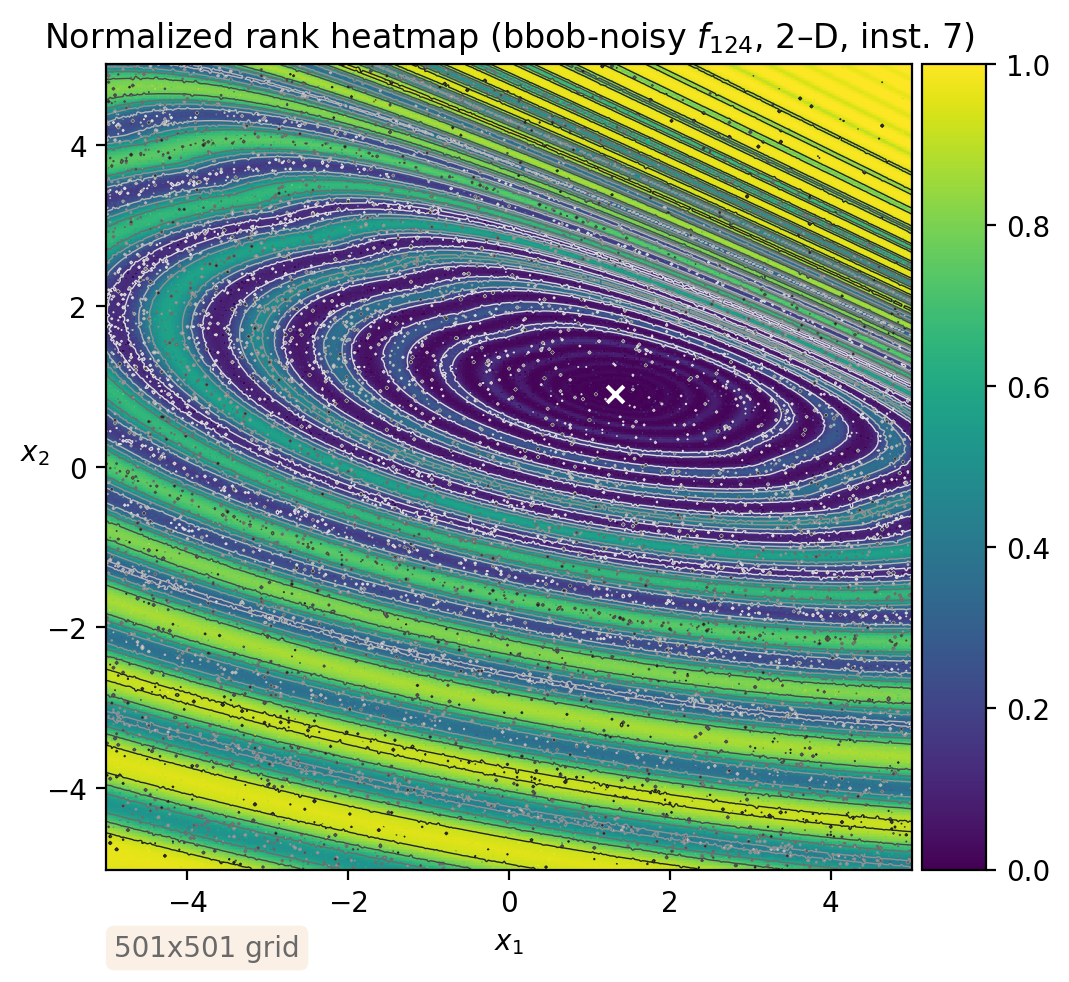 Normalized rank heatmap (bbob-noisy f₁₂₄, 2–D, inst. 7)
1.0
0.8
0.6
0.4
0.2
0.0
4
2
0
−2
−4
x₂
−4 −2 0 2 4
x₁
501x501 grid